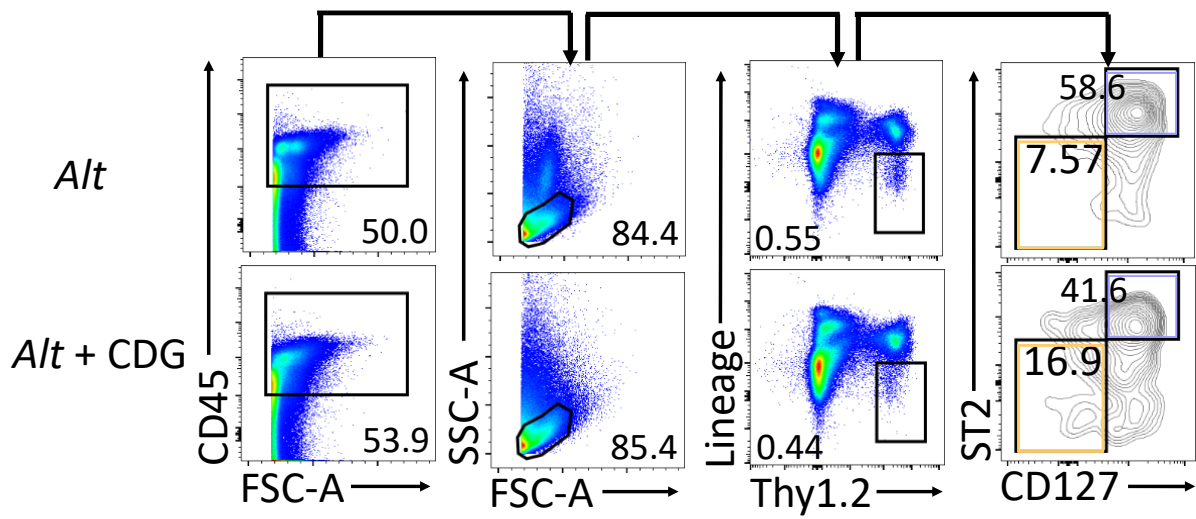 Alt
50.0
84.4
0.55
58.6
7.57
Alt + CDG
53.9
85.4
0.44
41.6
16.9
CD45
SSC-A
Lineage
ST2
FSC-A
FSC-A
Thy1.2
CD127